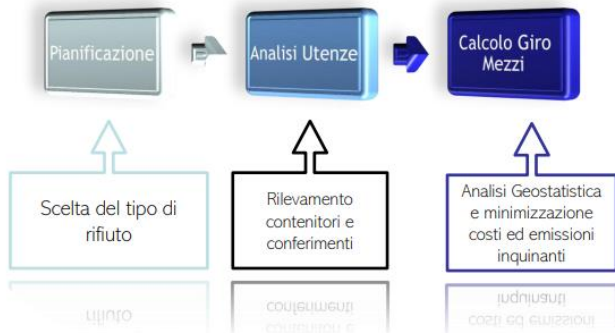 Pianificazione
Analisi Utenze
Calcolo Giro
Mezzi
Scelta del tipo di
rifiuto
Rilevamento
contenitori e
conferimenti
Analisi Geostatistica
e minimizzazione
costi ed emissioni
inquinanti